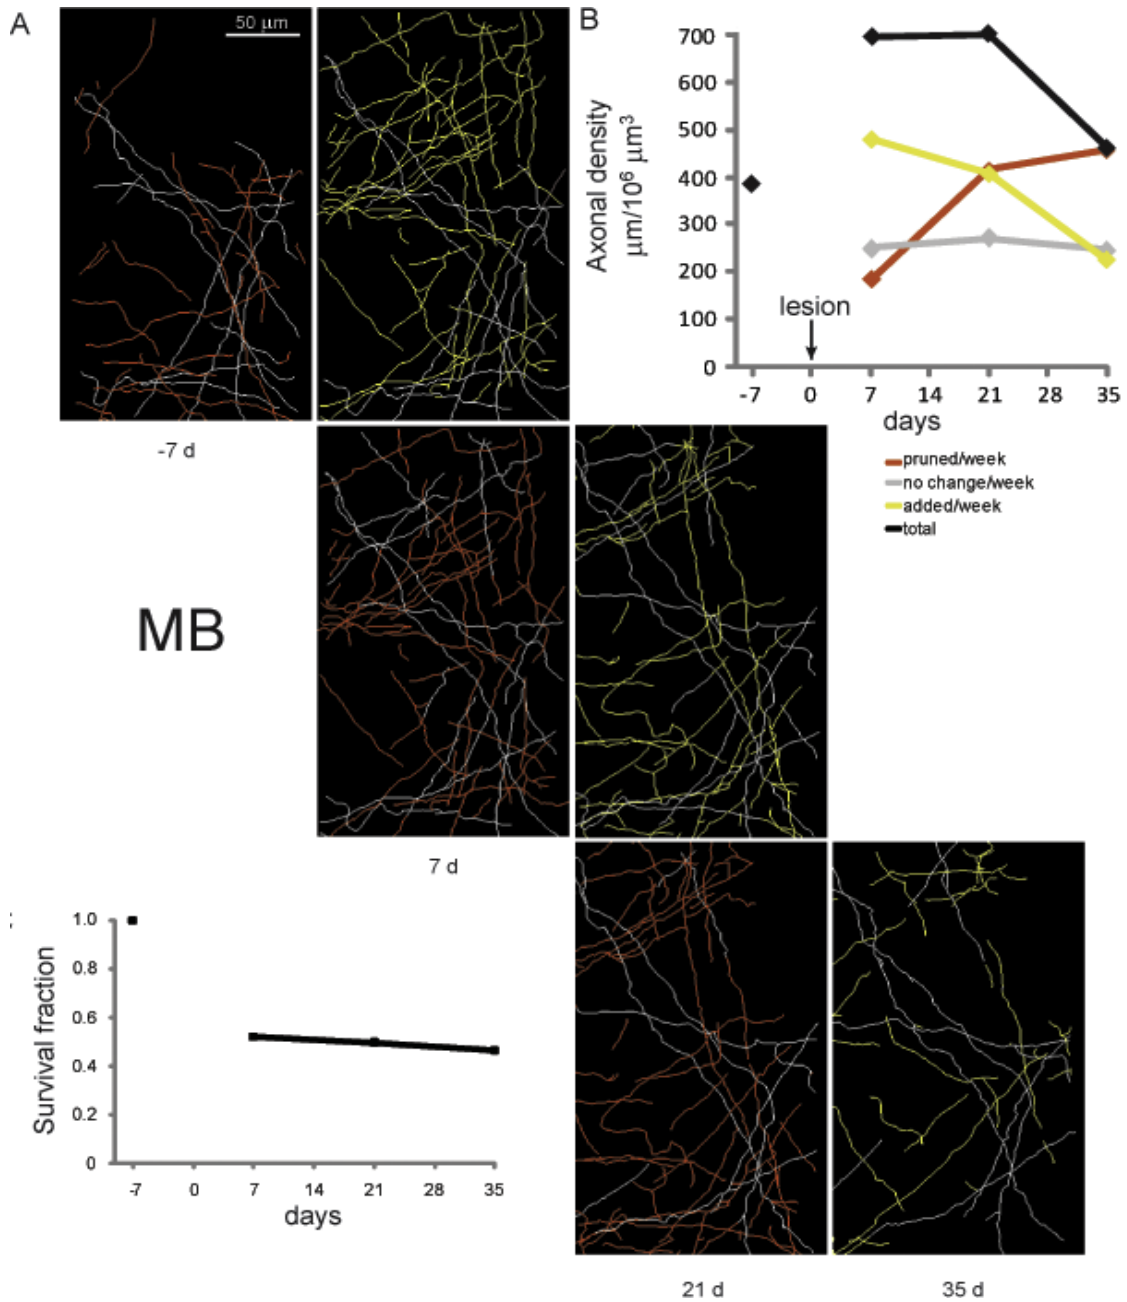 A
50 µm
B
700
600
500
400
300
200
100
0
Axonal density
µm/10⁶ µm³
lesion
-7 0 7 14 21 28 35
days
pruned/week
no change/week
added/week
total
-7 d
MB
7 d
1.0
0.8
0.6
0.4
0.2
0
Survival fraction
-7 0 7 14 21 28 35
days
21 d
35 d